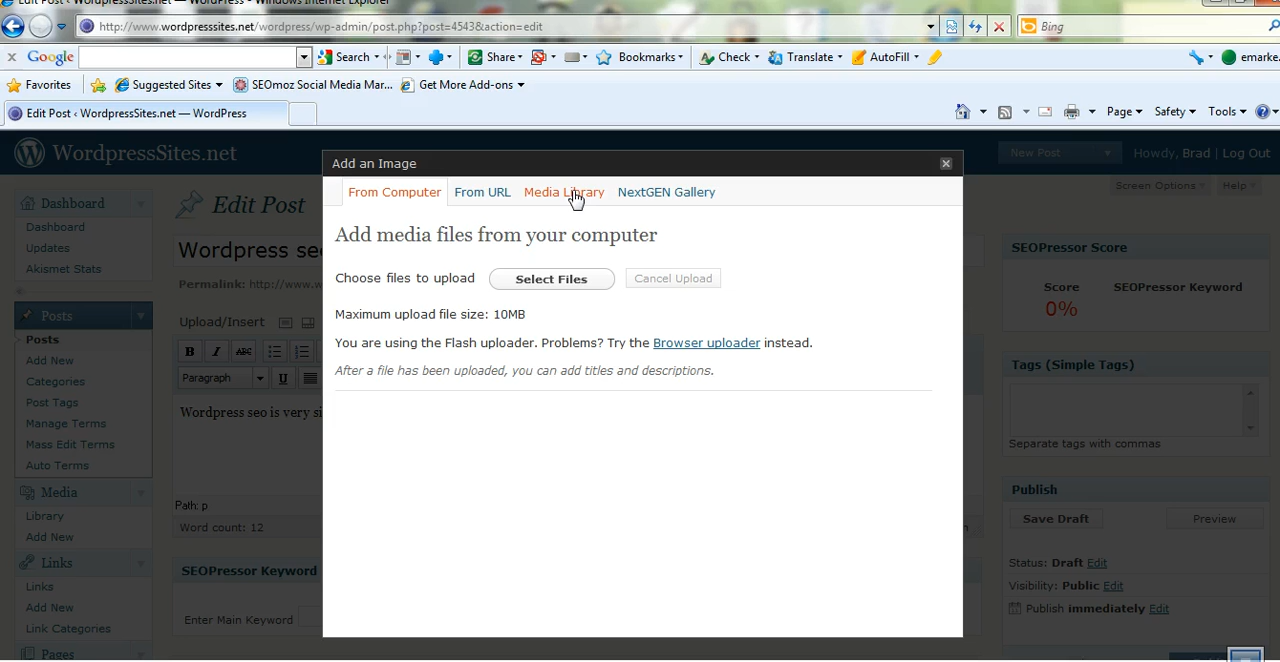 Edit Post ‹ WordpressSites.net — WordPress - Windows Internet Explorer
http://www.wordpresssites.net/wordpress/wp-admin/post.php?post=4543&action=edit
Bing
x Google Search Share Bookmarks Check Translate AutoFill emarke
Favorites Suggested Sites SEOmoz Social Media Mar... Get More Add-ons
Edit Post ‹ WordpressSites.net — WordPress
Page Safety Tools
WordpressSites.net
New Post
Howdy, Brad | Log Out
Screen Options Help
Dashboard
Dashboard
Updates
Akismet Stats
Posts
Posts
Add New
Categories
Post Tags
Manage Terms
Mass Edit Terms
Auto Terms
Media
Library
Add New
Links
Links
Add New
Link Categories
Pages
Edit Post
Wordpress se
Permalink: http://www.w
Upload/Insert
B I ABC
Paragraph U
Wordpress seo is very si
Path: p
Word count: 12
SEOPressor Keyword
Enter Main Keyword
Add an Image
From Computer From URL Media Library NextGEN Gallery
Add media files from your computer
Choose files to upload Select Files Cancel Upload
Maximum upload file size: 10MB
You are using the Flash uploader. Problems? Try the Browser uploader instead.
After a file has been uploaded, you can add titles and descriptions.
SEOPressor Score
Score SEOPressor Keyword
0%
Tags (Simple Tags)
Separate tags with commas
Publish
Save Draft Preview
Status: Draft Edit
Visibility: Public Edit
Publish immediately Edit